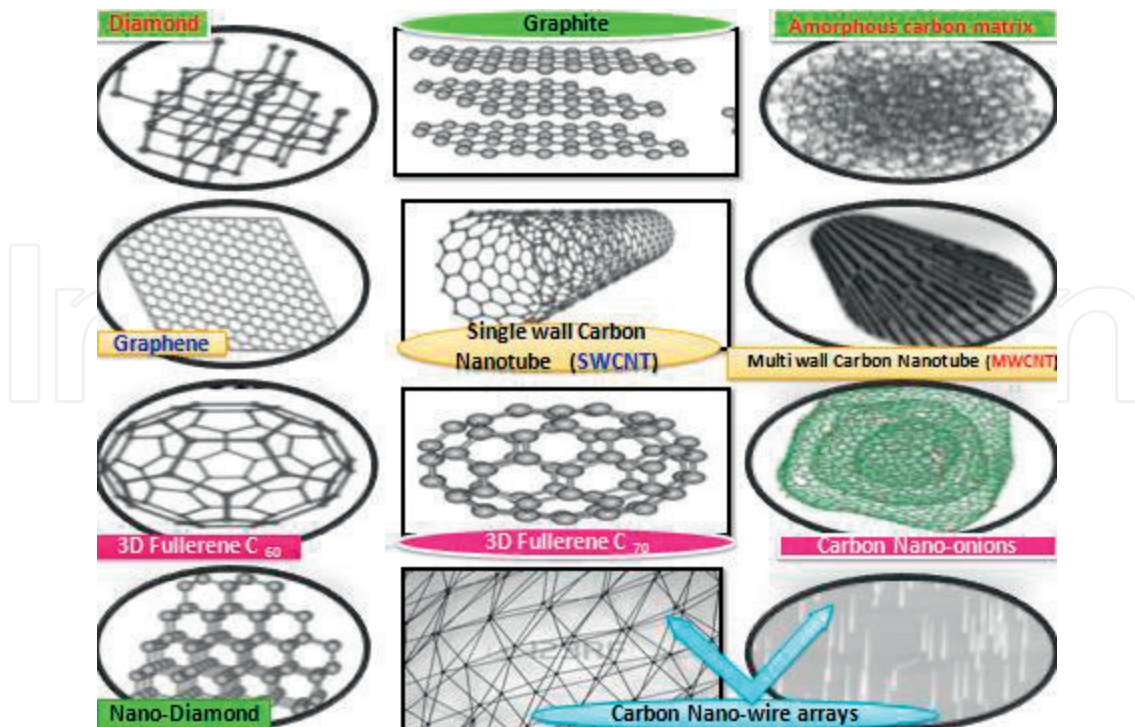 Diamond
Graphite
Amorphous carbon matrix
Graphene
Single wall Carbon
Nanotube (SWCNT)
Multi wall Carbon Nanotube (MWCNT)
3D Fullerene C 60
3D Fullerene C 70
Carbon Nano-onions
Nano-Diamond
Carbon Nano-wire arrays